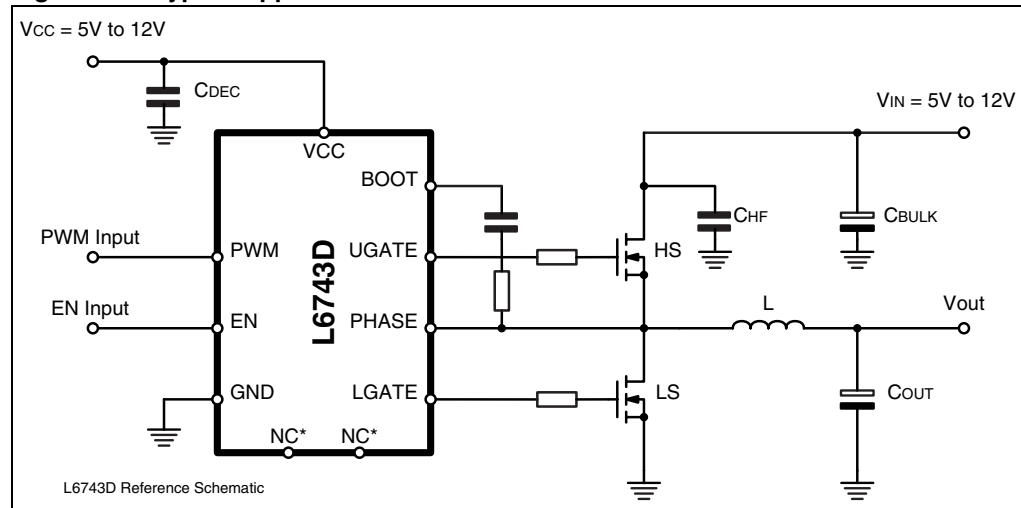 VCC = 5V to 12V
CDEC
VIN = 5V to 12V
VCC
BOOT
CHF
CBULK
PWM Input
PWM
UGATE
HS
L6743D
EN Input
EN
PHASE
L
Vout
GND
LGATE
LS
COUT
NC*
NC*
L6743D Reference Schematic